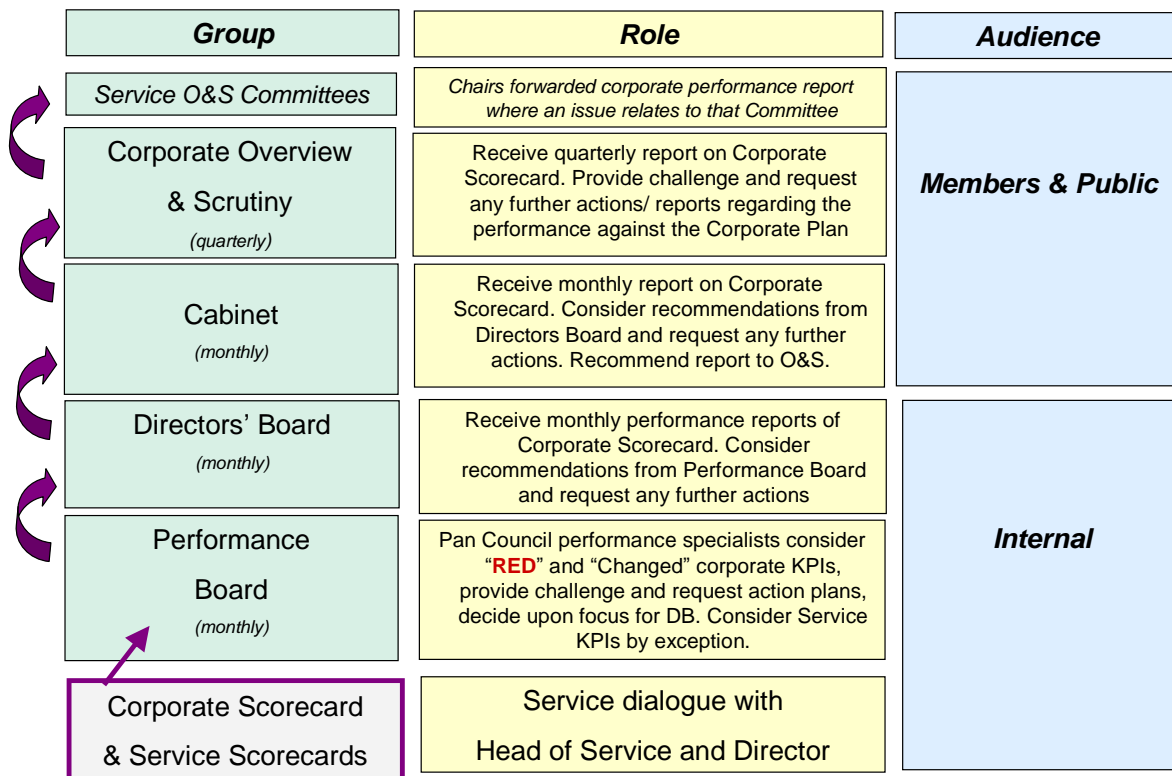 Group
Role
Audience
Service O&S Committees
Chairs forwarded corporate performance report
where an issue relates to that Committee
Members & Public
Corporate Overview
& Scrutiny
(quarterly)
Receive quarterly report on Corporate
Scorecard. Provide challenge and request
any further actions/ reports regarding the
performance against the Corporate Plan
Cabinet
(monthly)
Receive monthly report on Corporate
Scorecard. Consider recommendations from
Directors Board and request any further
actions. Recommend report to O&S.
Directors’ Board
(monthly)
Receive monthly performance reports of
Corporate Scorecard. Consider
recommendations from Performance Board
and request any further actions
Internal
Performance
Board
(monthly)
Pan Council performance specialists consider
“RED” and “Changed” corporate KPIs,
provide challenge and request action plans,
decide upon focus for DB. Consider Service
KPIs by exception.
Corporate Scorecard
& Service Scorecards
Service dialogue with
Head of Service and Director